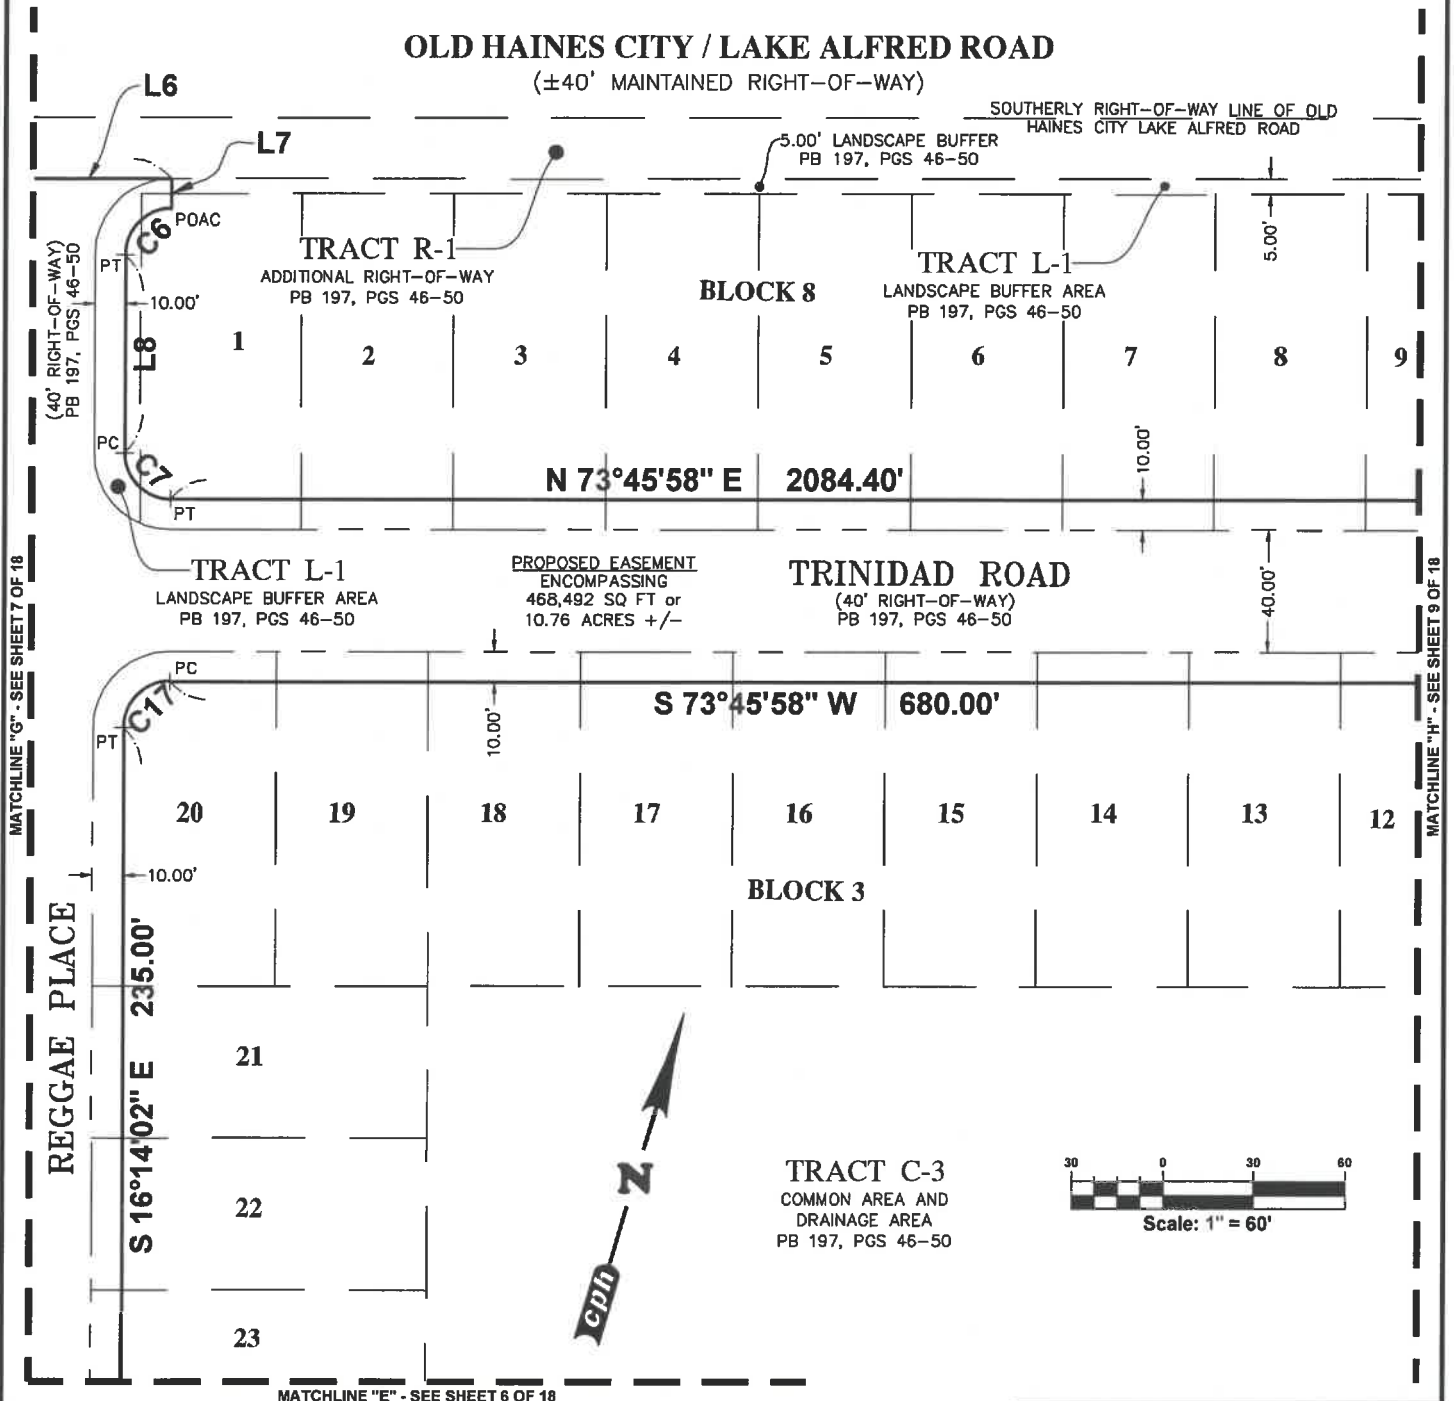 OLD HAINES CITY / LAKE ALFRED ROAD
(±40' MAINTAINED RIGHT-OF-WAY)
L6
L7
SOUTHERLY RIGHT-OF-WAY LINE OF OLD
HAINES CITY LAKE ALFRED ROAD
5.00' LANDSCAPE BUFFER
PB 197, PGS 46-50
C6
POAC
PT
10.00'
(40' RIGHT-OF-WAY)
PB 197, PGS 46-50
TRACT R-1
ADDITIONAL RIGHT-OF-WAY
PB 197, PGS 46-50
BLOCK 8
TRACT L-1
LANDSCAPE BUFFER AREA
PB 197, PGS 46-50
5.00'
L8
1
2
3
4
5
6
7
8
9
PC
C7
PT
N 73°45'58" E 2084.40'
10.00'
TRACT L-1
LANDSCAPE BUFFER AREA
PB 197, PGS 46-50
PROPOSED EASEMENT
ENCOMPASSING
468,492 SQ FT or
10.76 ACRES +/-
TRINIDAD ROAD
(40' RIGHT-OF-WAY)
PB 197, PGS 46-50
40.00'
MATCHLINE "G" - SEE SHEET 7 OF 18
MATCHLINE "H" - SEE SHEET 9 OF 18
PC
C17
PT
S 73°45'58" W 680.00'
10.00'
20
19
18
17
16
15
14
13
12
10.00'
BLOCK 3
REGGAE PLACE
S 16°14'02" E 235.00'
21
22
23
N
cph
TRACT C-3
COMMON AREA AND
DRAINAGE AREA
PB 197, PGS 46-50
30 0 30 60
Scale: 1" = 60'
MATCHLINE "E" - SEE SHEET 6 OF 18